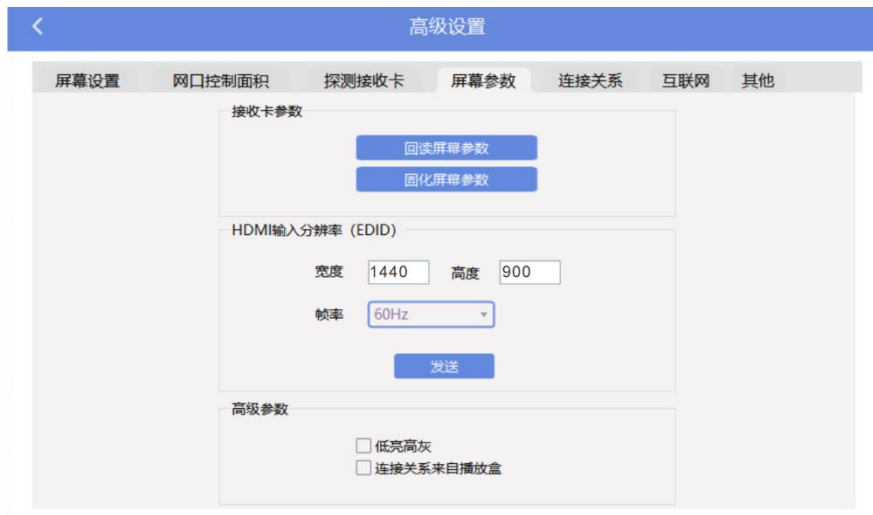 高级设置
屏幕设置 网口控制面积 探测接收卡 屏幕参数 连接关系 互联网 其他
接收卡参数
回读屏幕参数
固化屏幕参数
HDMI输入分辨率（EDID）
宽度 1440 高度 900
帧率 60Hz
发送
高级参数
低亮高灰
连接关系来自播放盒